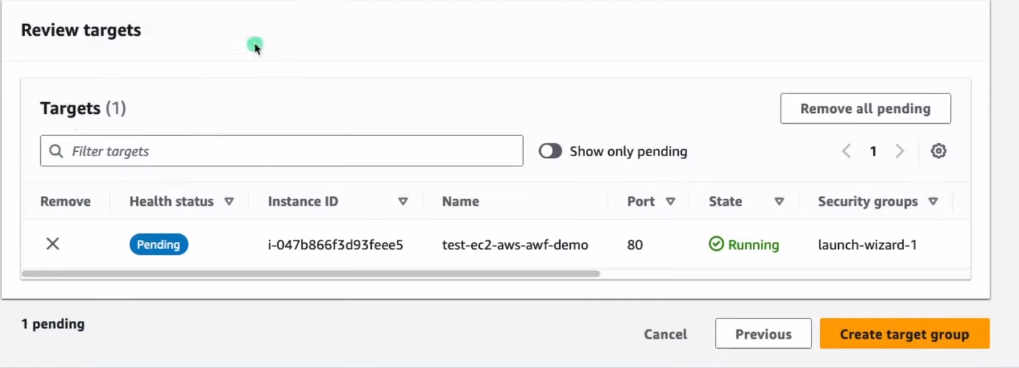 Review targets
Targets (1)
Remove all pending
Filter targets
Show only pending
1
Remove Health status Instance ID Name Port State Security groups
Pending i-047b866f3d93feee5 test-ec2-aws-awf-demo 80 Running launch-wizard-1
1 pending
Cancel Previous Create target group